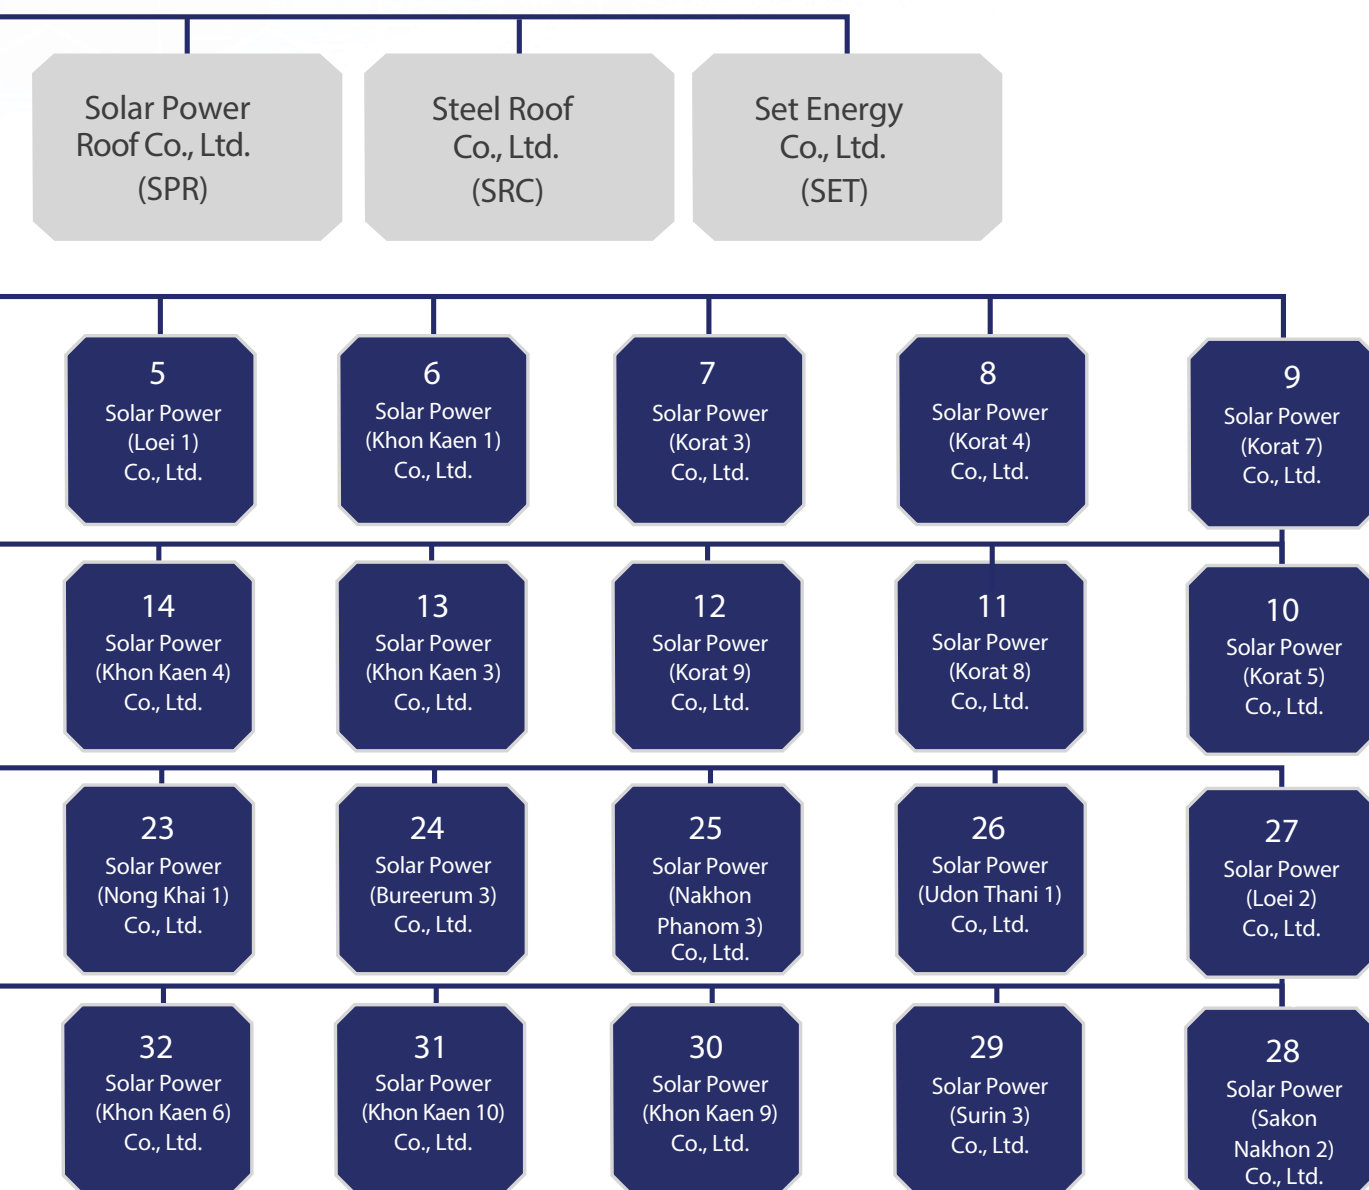 Solar Power
Roof Co., Ltd.
(SPR)
Steel Roof
Co., Ltd.
(SRC)
Set Energy
Co., Ltd.
(SET)
5
Solar Power
(Loei 1)
Co., Ltd.
6
Solar Power
(Khon Kaen 1)
Co., Ltd.
7
Solar Power
(Korat 3)
Co., Ltd.
8
Solar Power
(Korat 4)
Co., Ltd.
9
Solar Power
(Korat 7)
Co., Ltd.
14
Solar Power
(Khon Kaen 4)
Co., Ltd.
13
Solar Power
(Khon Kaen 3)
Co., Ltd.
12
Solar Power
(Korat 9)
Co., Ltd.
11
Solar Power
(Korat 8)
Co., Ltd.
10
Solar Power
(Korat 5)
Co., Ltd.
23
Solar Power
(Nong Khai 1)
Co., Ltd.
24
Solar Power
(Bureerum 3)
Co., Ltd.
25
Solar Power
(Nakhon
Phanom 3)
Co., Ltd.
26
Solar Power
(Udon Thani 1)
Co., Ltd.
27
Solar Power
(Loei 2)
Co., Ltd.
32
Solar Power
(Khon Kaen 6)
Co., Ltd.
31
Solar Power
(Khon Kaen 10)
Co., Ltd.
30
Solar Power
(Khon Kaen 9)
Co., Ltd.
29
Solar Power
(Surin 3)
Co., Ltd.
28
Solar Power
(Sakon
Nakhon 2)
Co., Ltd.